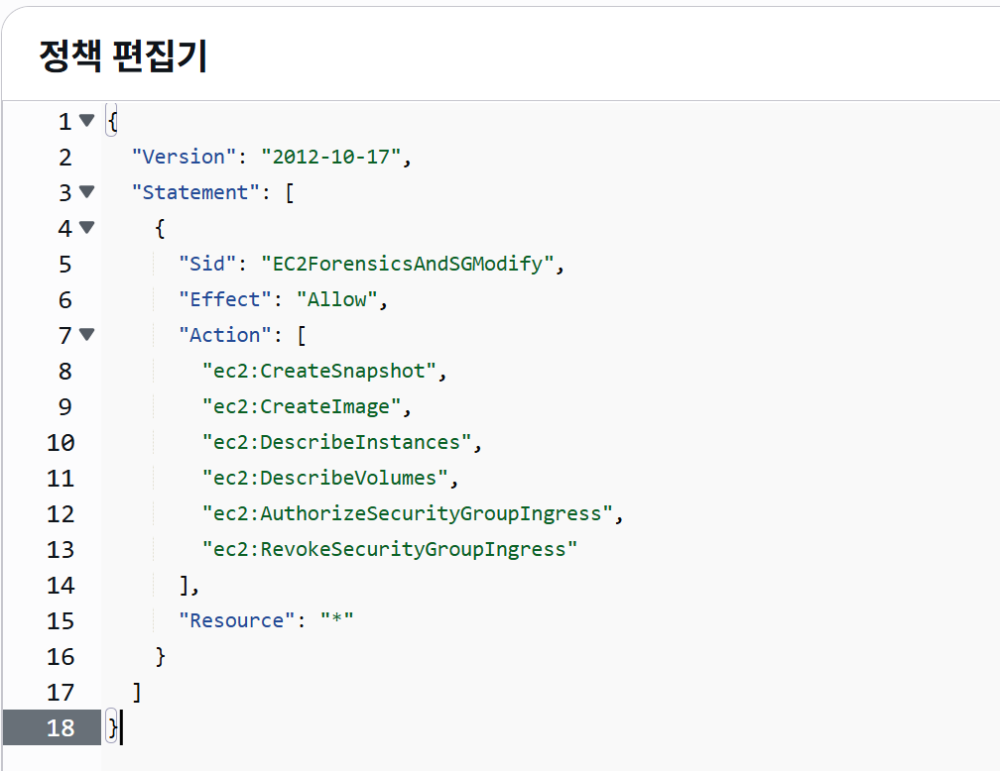 정책 편집기
1 {
2 "Version": "2012-10-17",
3 "Statement": [
4 {
5 "Sid": "EC2ForensicsAndSGModify",
6 "Effect": "Allow",
7 "Action": [
8 "ec2:CreateSnapshot",
9 "ec2:CreateImage",
10 "ec2:DescribeInstances",
11 "ec2:DescribeVolumes",
12 "ec2:AuthorizeSecurityGroupIngress",
13 "ec2:RevokeSecurityGroupIngress"
14 ],
15 "Resource": "*"
16 }
17 ]
18 }